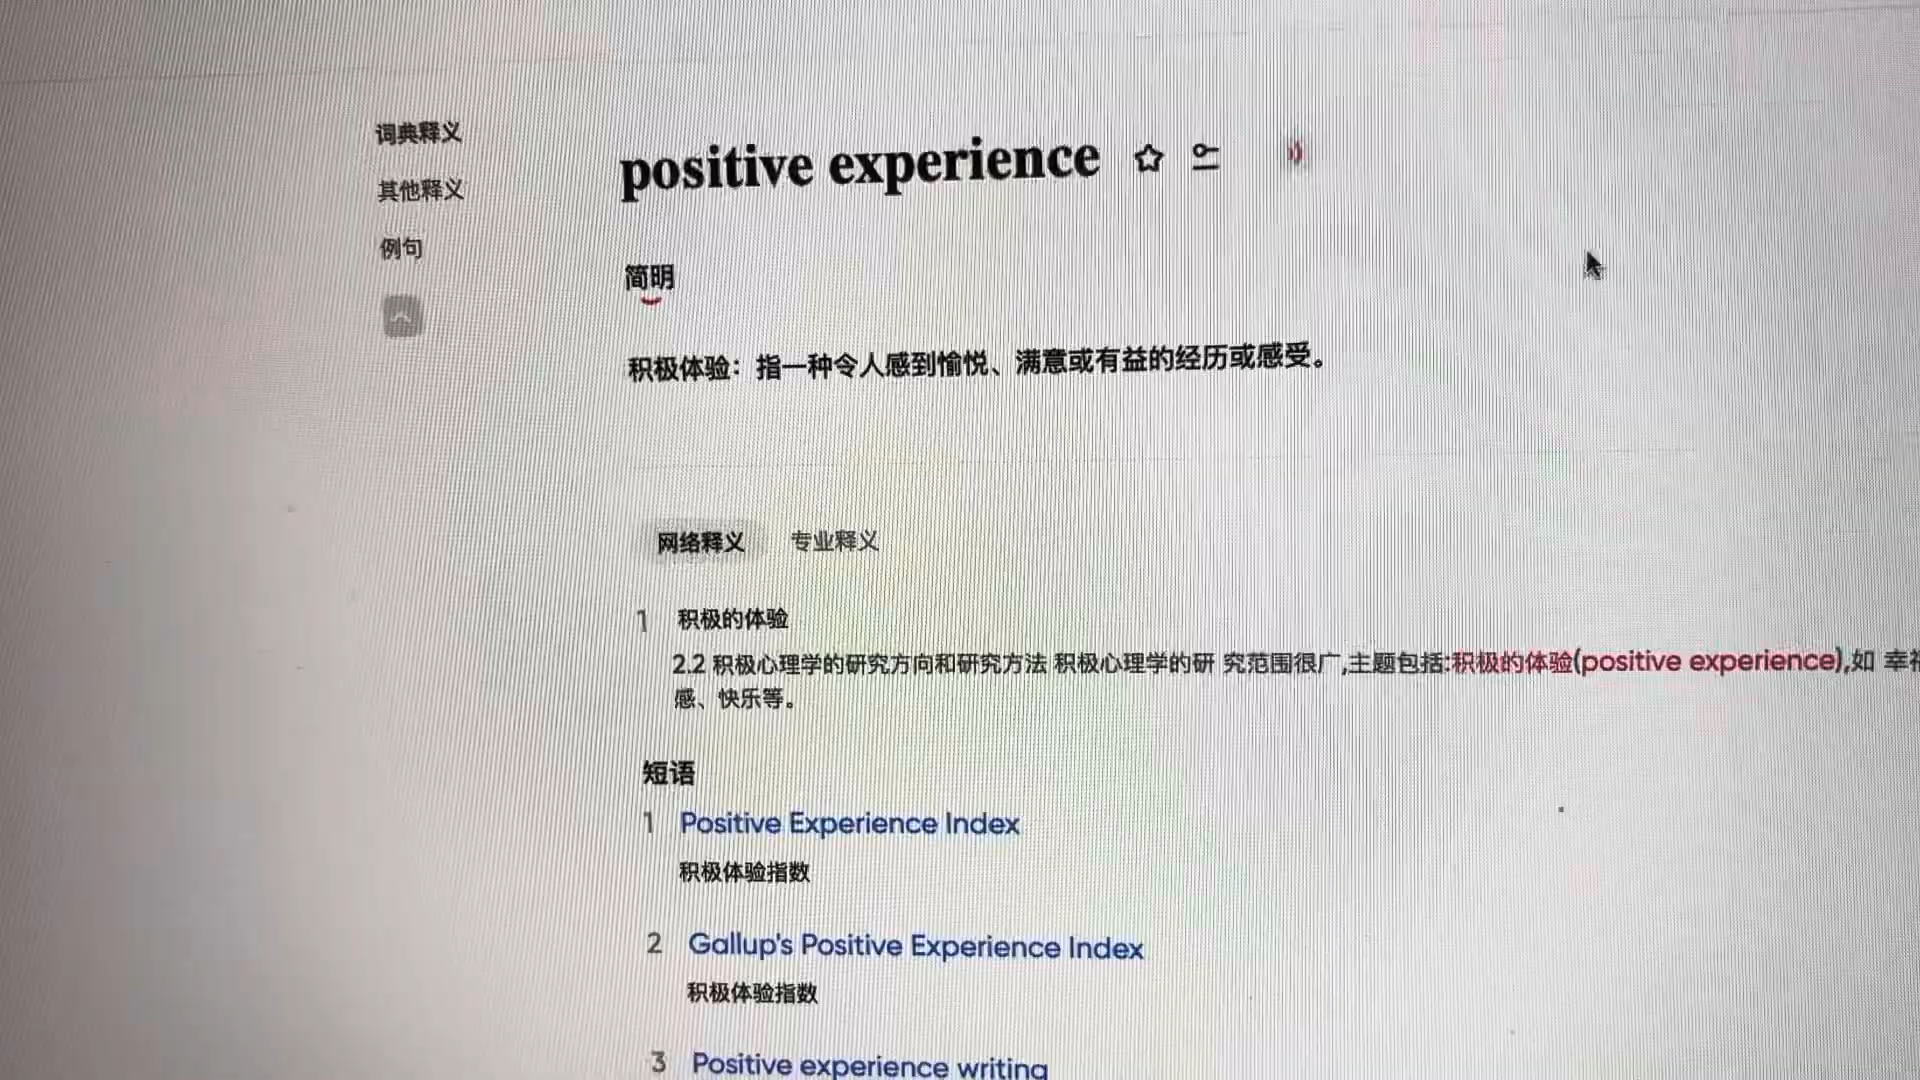 词典释义
其他释义
例句
positive experience
简明
积极体验：指一种令人感到愉悦、满意或有益的经历或感受。
网络释义 专业释义
1 积极的体验
2.2 积极心理学的研究方向和研究方法 积极心理学的研 究范围很广,主题包括:积极的体验(positive experience),如 幸福
感、快乐等。
短语
1 Positive Experience Index
积极体验指数
2 Gallup's Positive Experience Index
积极体验指数
3 Positive experience writing